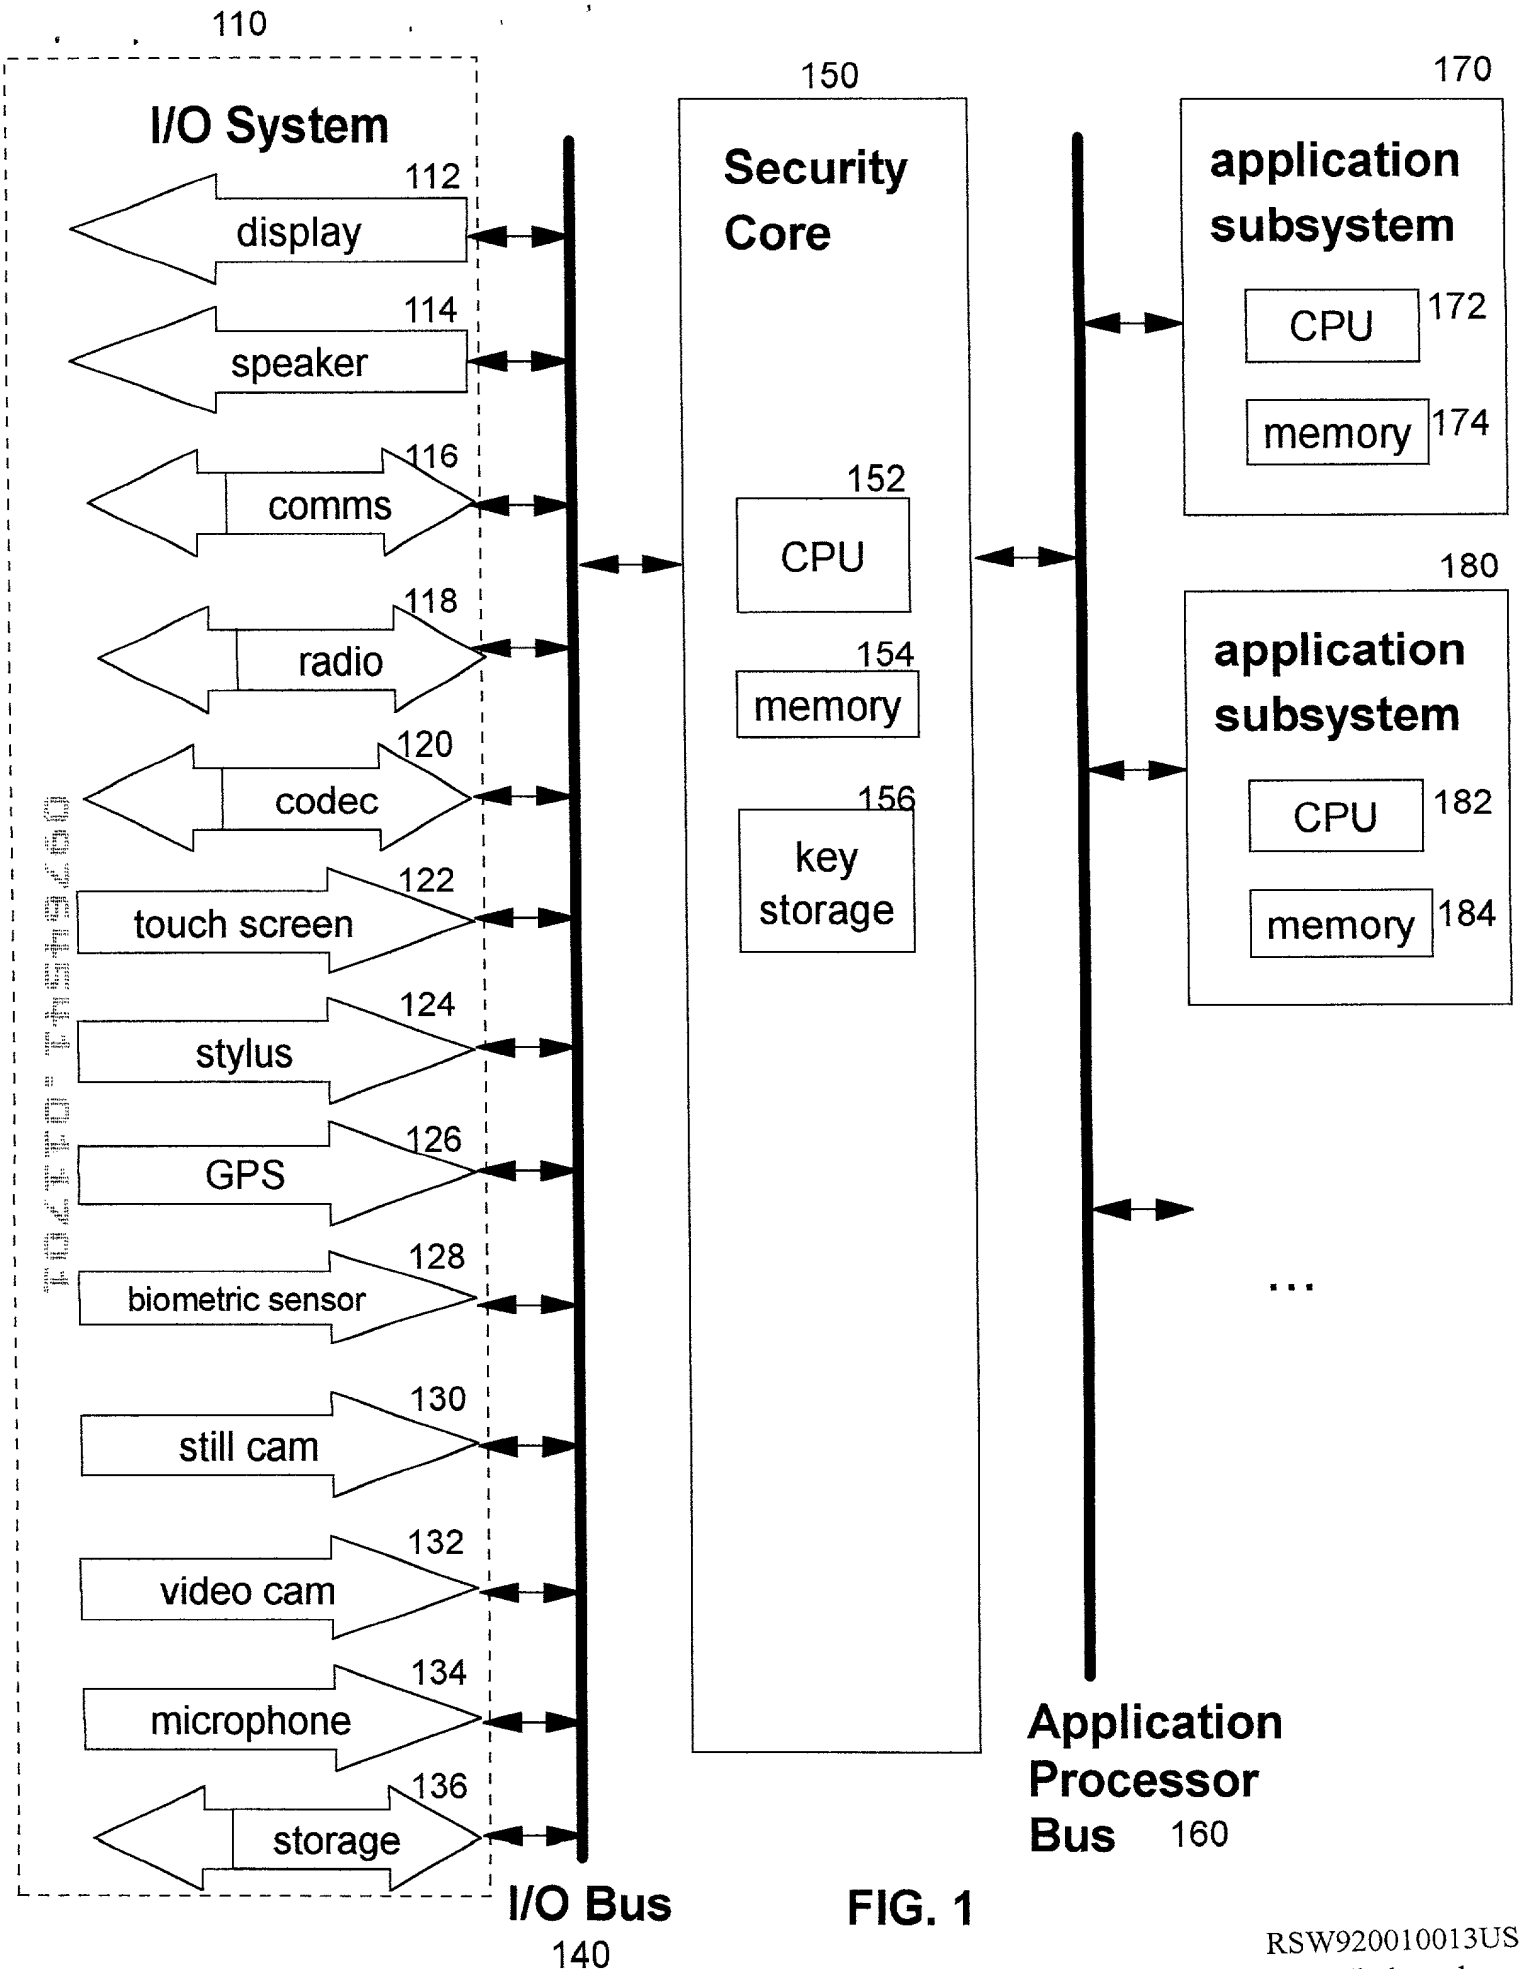 110
I/O System
112
display
114
speaker
116
comms
118
radio
120
codec
122
touch screen
124
stylus
126
GPS
128
biometric sensor
130
still cam
132
video cam
134
microphone
136
storage
I/O Bus
140
150
Security
Core
152
CPU
154
memory
156
key
storage
Application
Processor
Bus 160
170
application
subsystem
CPU 172
memory 174
180
application
subsystem
CPU 182
memory 184
...
FIG. 1
RSW920010013US